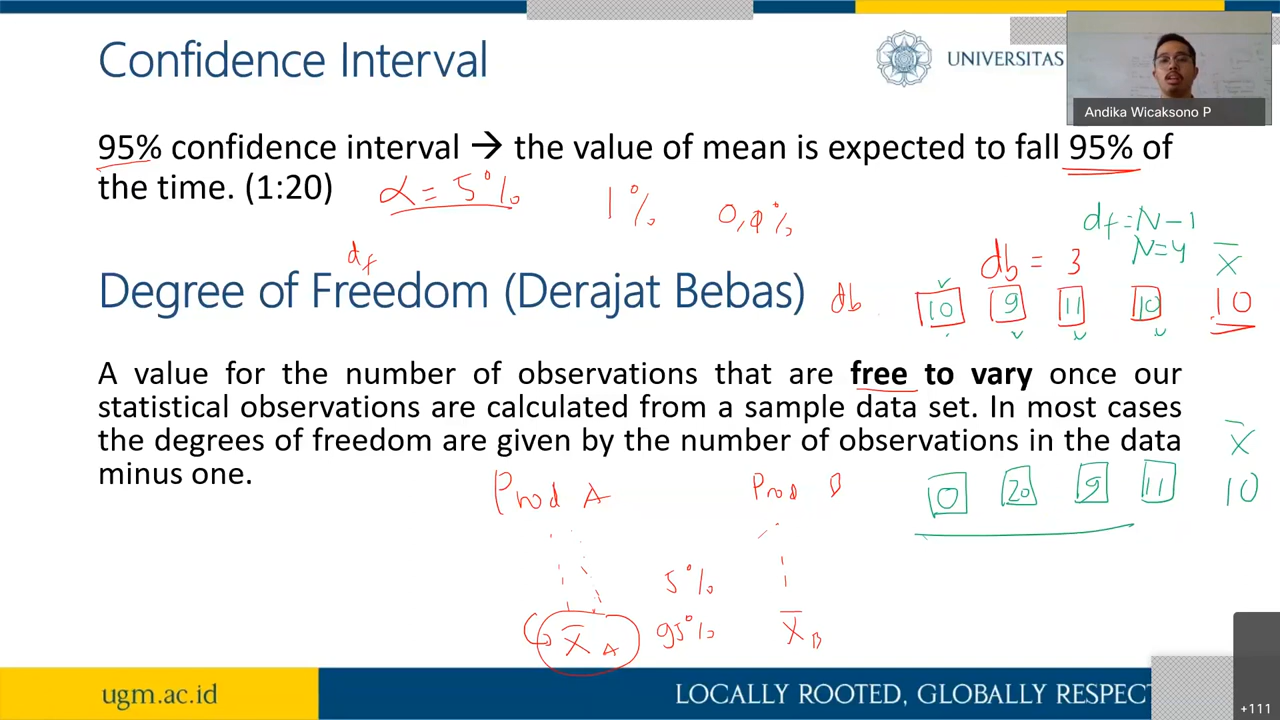 Confidence Interval
UNIVERSITAS
Andika Wicaksono P
95% confidence interval → the value of mean is expected to fall 95% of
the time. (1:20)
α = 5%
1%
df = N-1
N=4
df
db = 3
X̄
Degree of Freedom (Derajat Bebas)
db
10 9 11 10 10
A value for the number of observations that are free to vary once our
statistical observations are calculated from a sample data set. In most cases
the degrees of freedom are given by the number of observations in the data
minus one.
X̄
Prod A
Prod B
0 20 9 11 10
5%
95%
X̄ A
X̄ B
ugm.ac.id
LOCALLY ROOTED, GLOBALLY RESPEC
+111